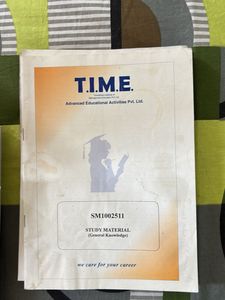 T.I.M.E.
Advanced Educational Activities Pvt. Ltd.
SM1002511
STUDY MATERIAL
(General Knowledge)
we care for your career